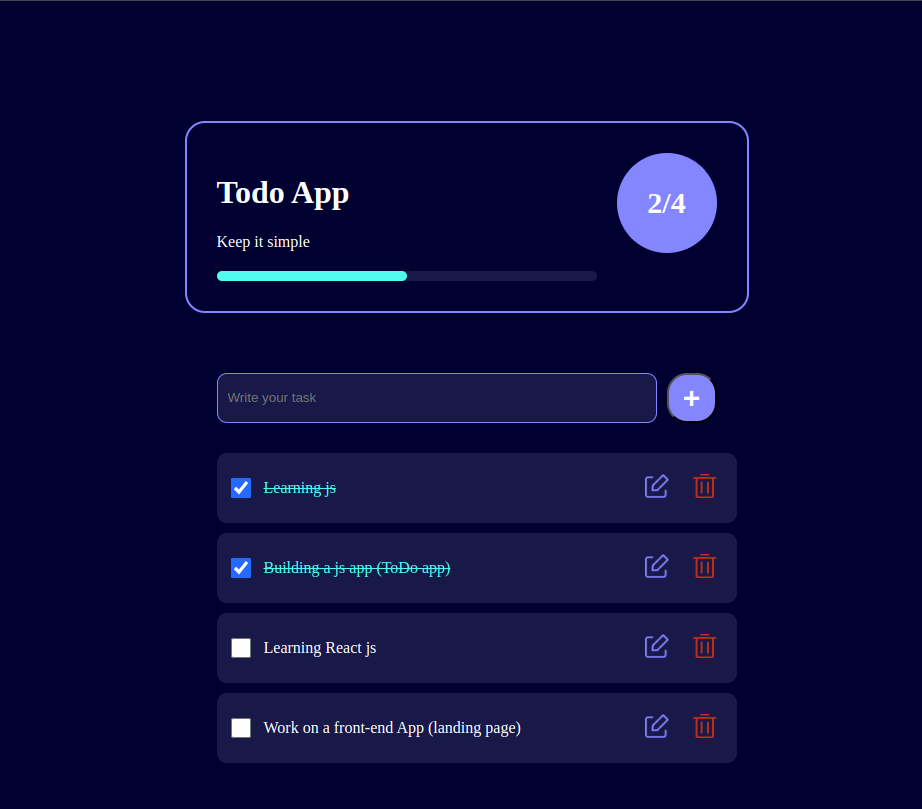 Todo App
2/4
Keep it simple
Write your task
+
Learning js
Building a js app (ToDo app)
Learning React js
Work on a front-end App (landing page)